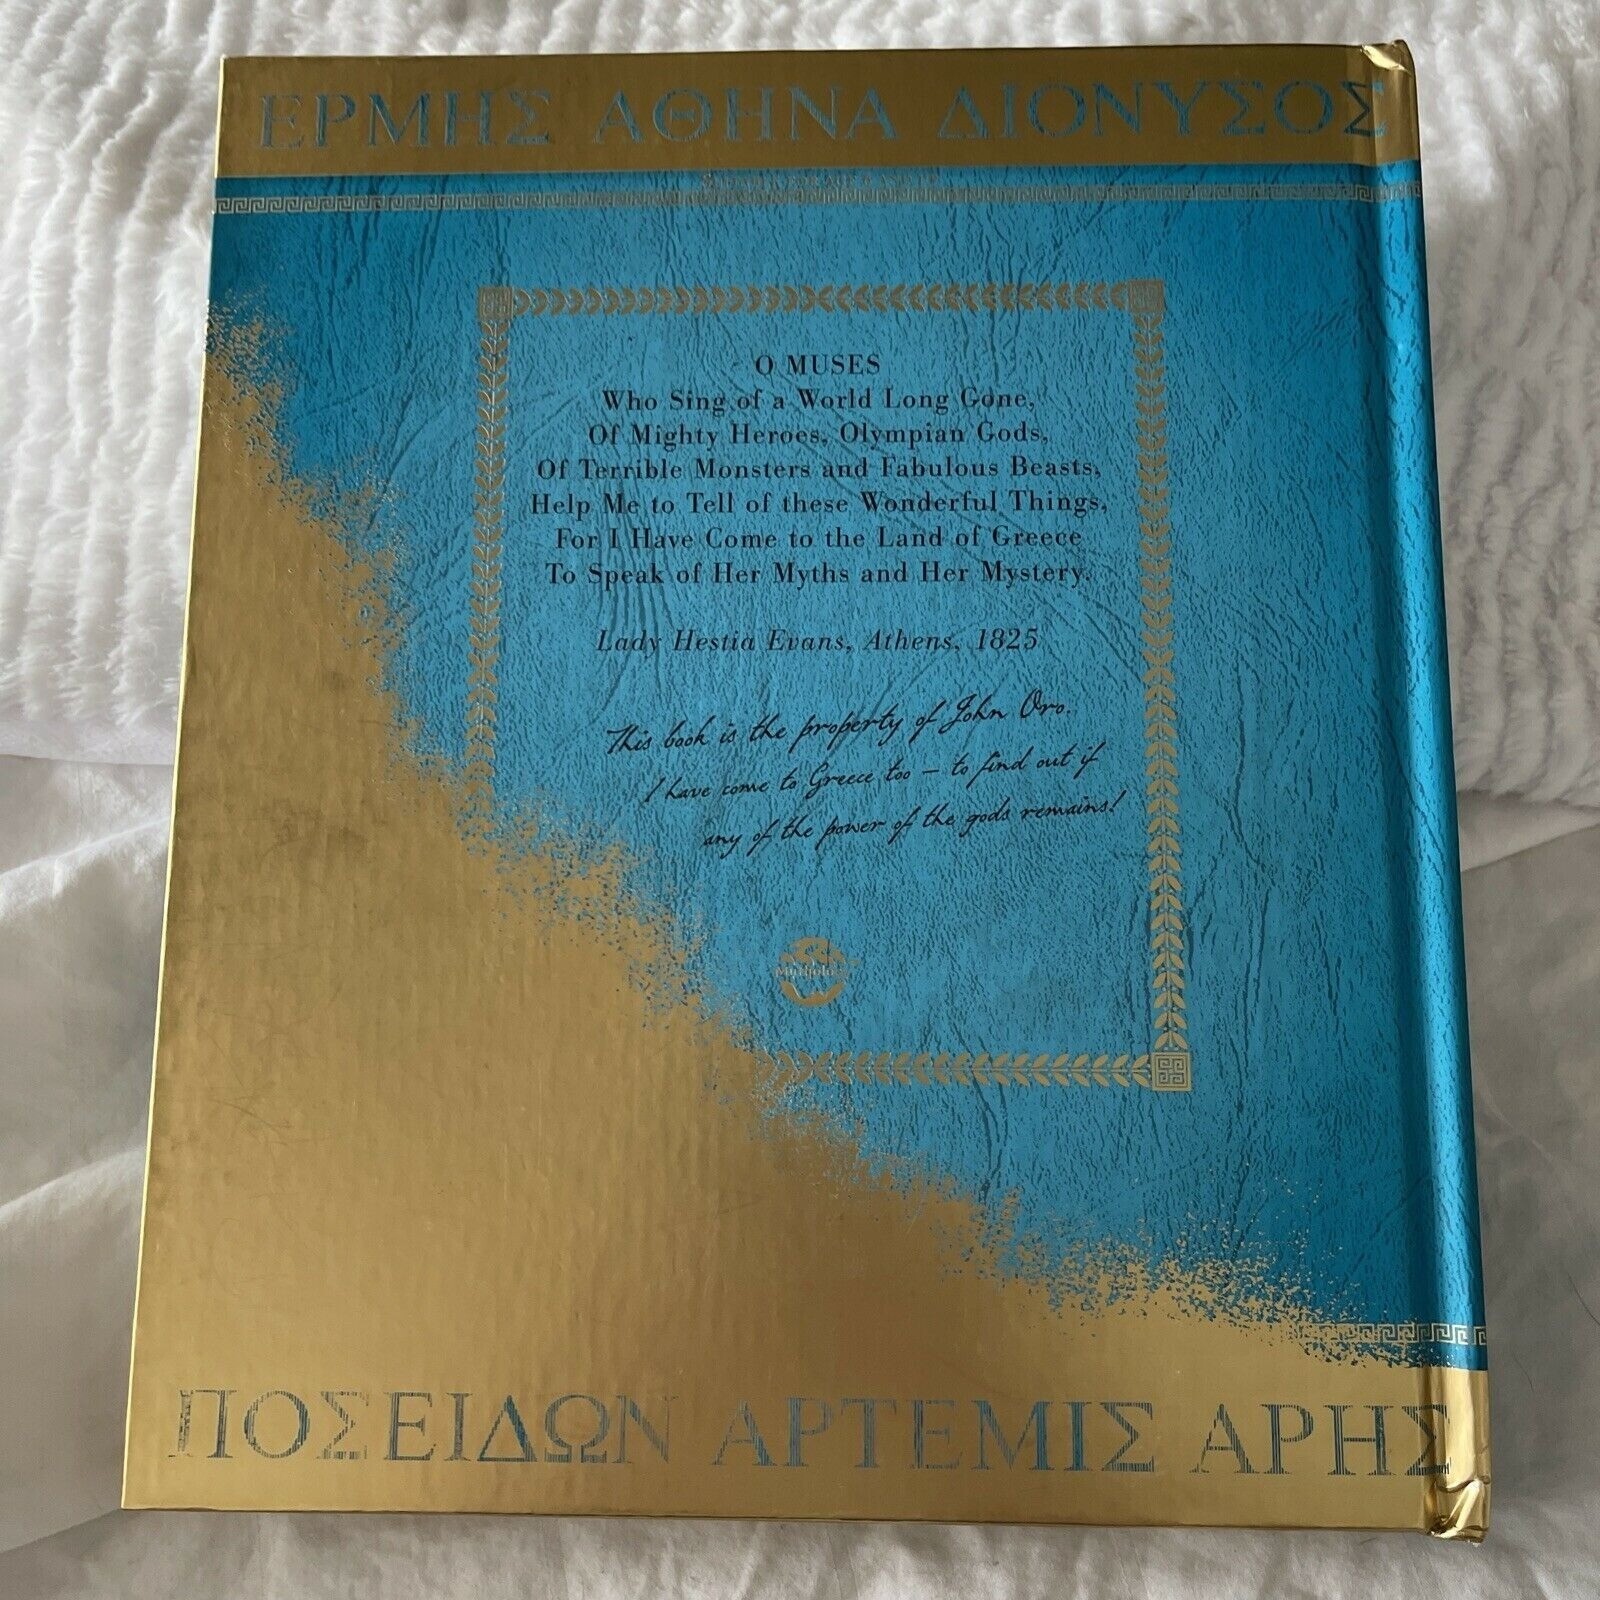 ΕΡΜΗΣ ΑΘΗΝΑ ΔΙΟΝΥΣΟΣ
O MUSES
Who Sing of a World Long Gone,
Of Mighty Heroes, Olympian Gods,
Of Terrible Monsters and Fabulous Beasts,
Help Me to Tell of these Wonderful Things,
For I Have Come to the Land of Greece
To Speak of Her Myths and Her Mystery.
Lady Hestia Evans, Athens, 1825
This book is the property of John Oro.
I have come to Greece too – to find out if
any of the power of the gods remains!
Mythology
ΠΟΣΕΙΔΩΝ ΑΡΤΕΜΙΣ ΑΡΗΣ